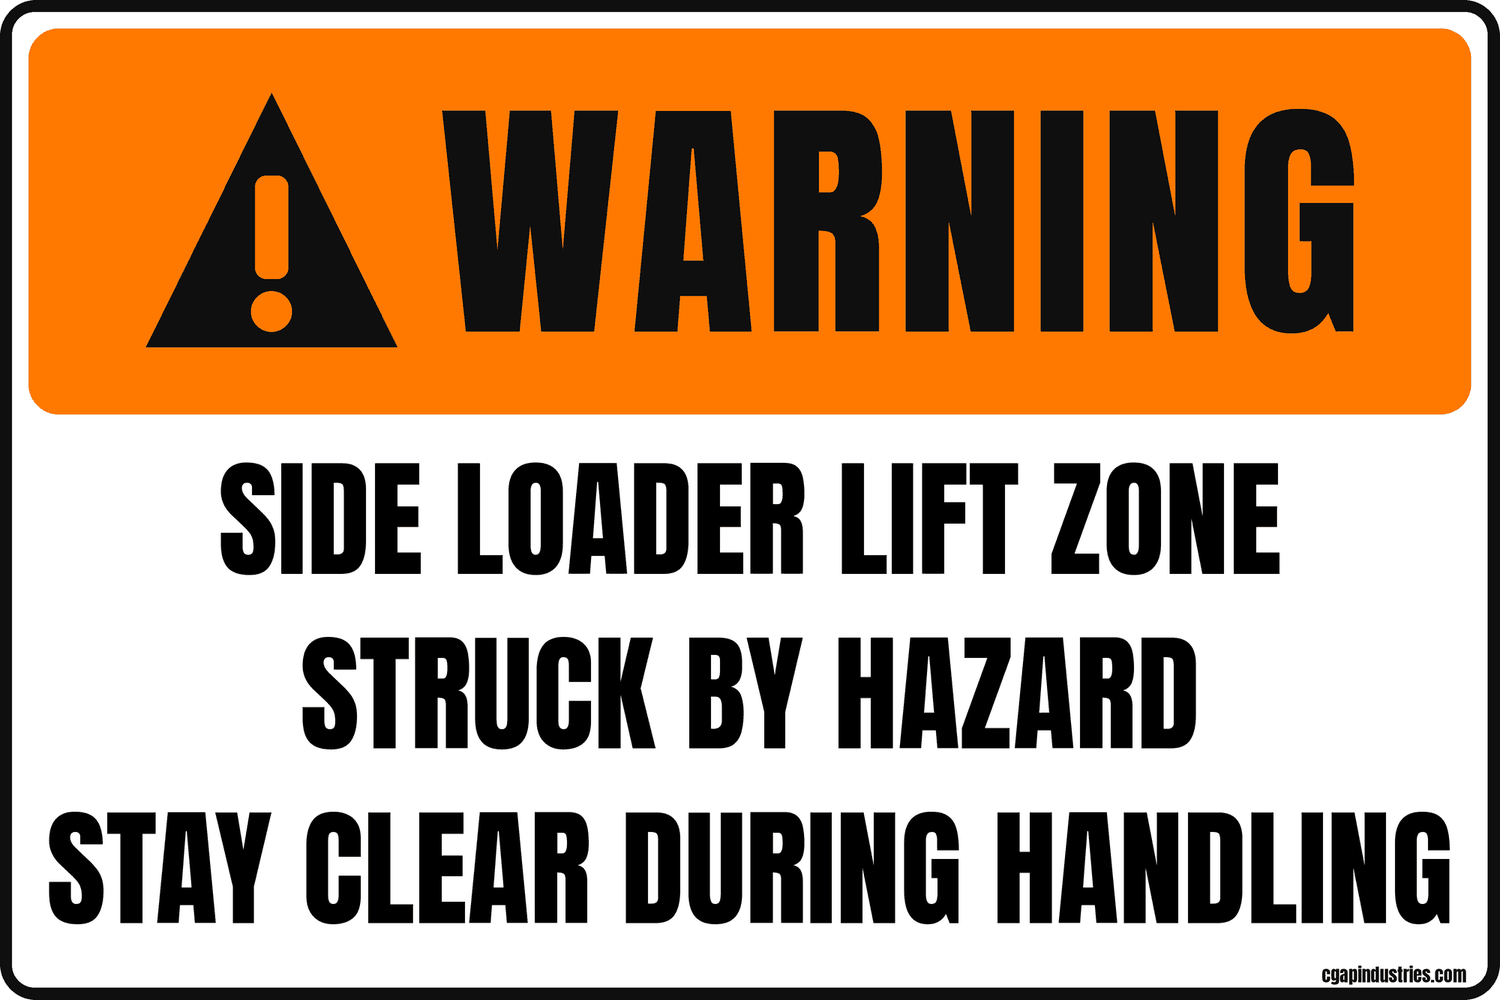 WARNING
SIDE LOADER LIFT ZONE
STRUCK BY HAZARD
STAY CLEAR DURING HANDLING
cgapindustries.com